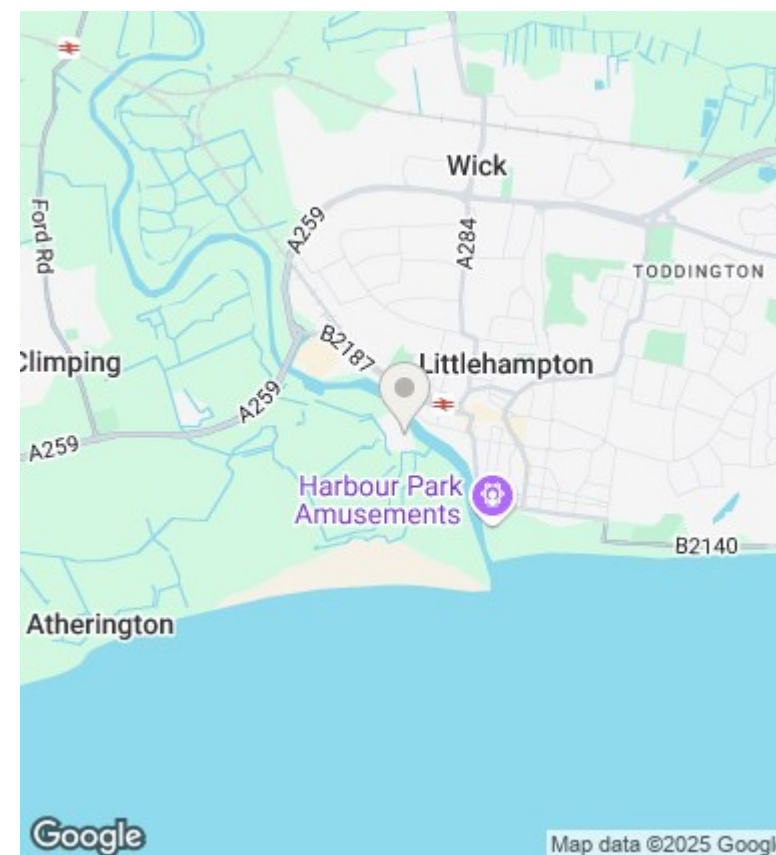 Wick
A259
A284
Ford Rd
TODDINGTON
B2187
Climping
Littlehampton
A259
A259
Harbour Park
Amusements
B2140
Atherington
Google
Map data ©2025 Googl